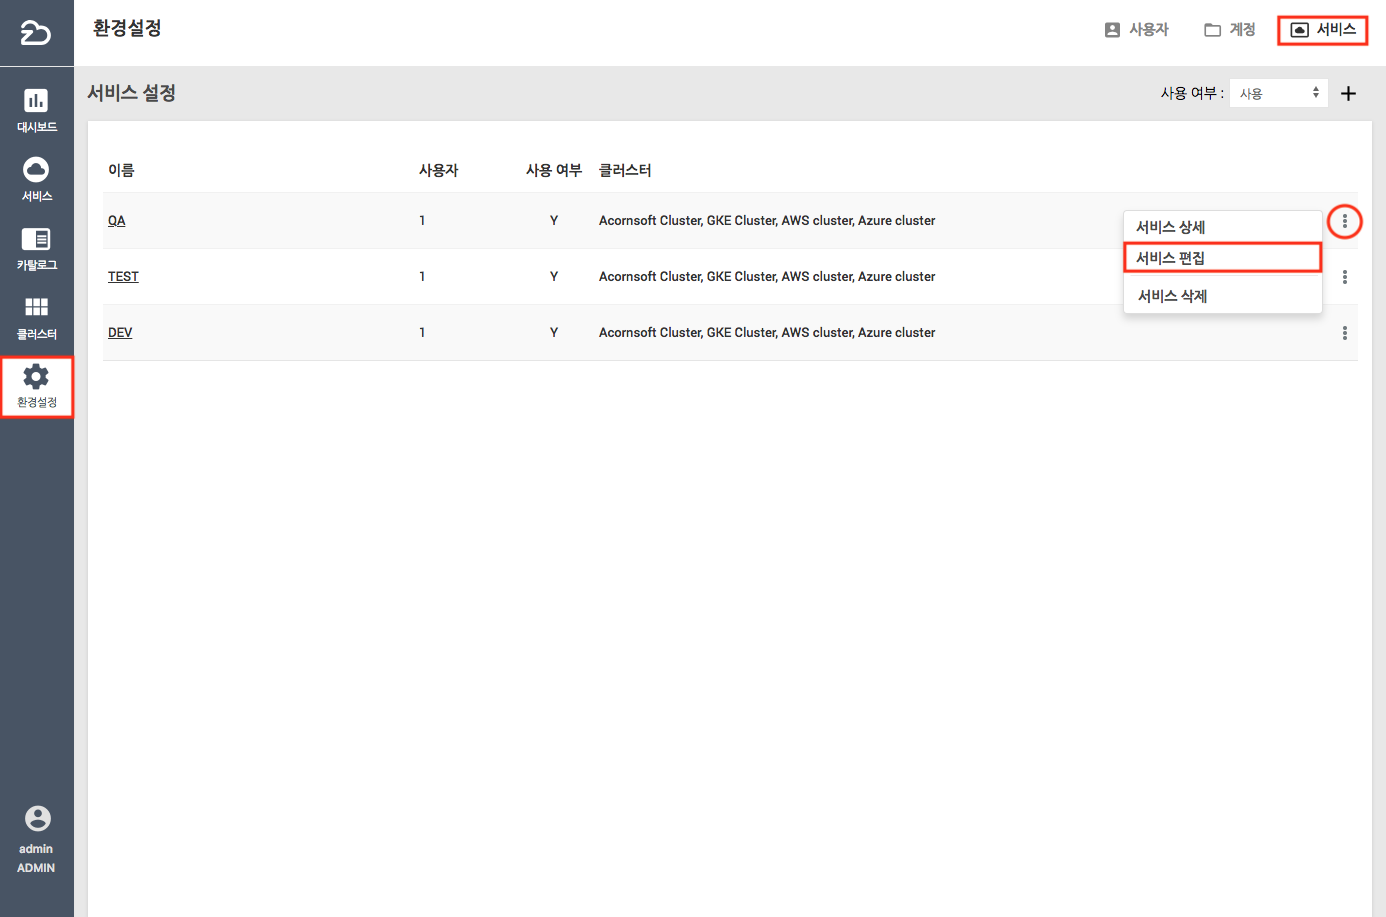 환경설정
사용자
계정
서비스
서비스 설정
사용 여부 :
사용
대시보드
서비스
카탈로그
클러스터
환경설정
admin
ADMIN
이름 사용자 사용 여부 클러스터
QA 1 Y Acornsoft Cluster, GKE Cluster, AWS cluster, Azure cluster
TEST 1 Y Acornsoft Cluster, GKE Cluster, AWS cluster, Azure cluster
DEV 1 Y Acornsoft Cluster, GKE Cluster, AWS cluster, Azure cluster
서비스 상세
서비스 편집
서비스 삭제